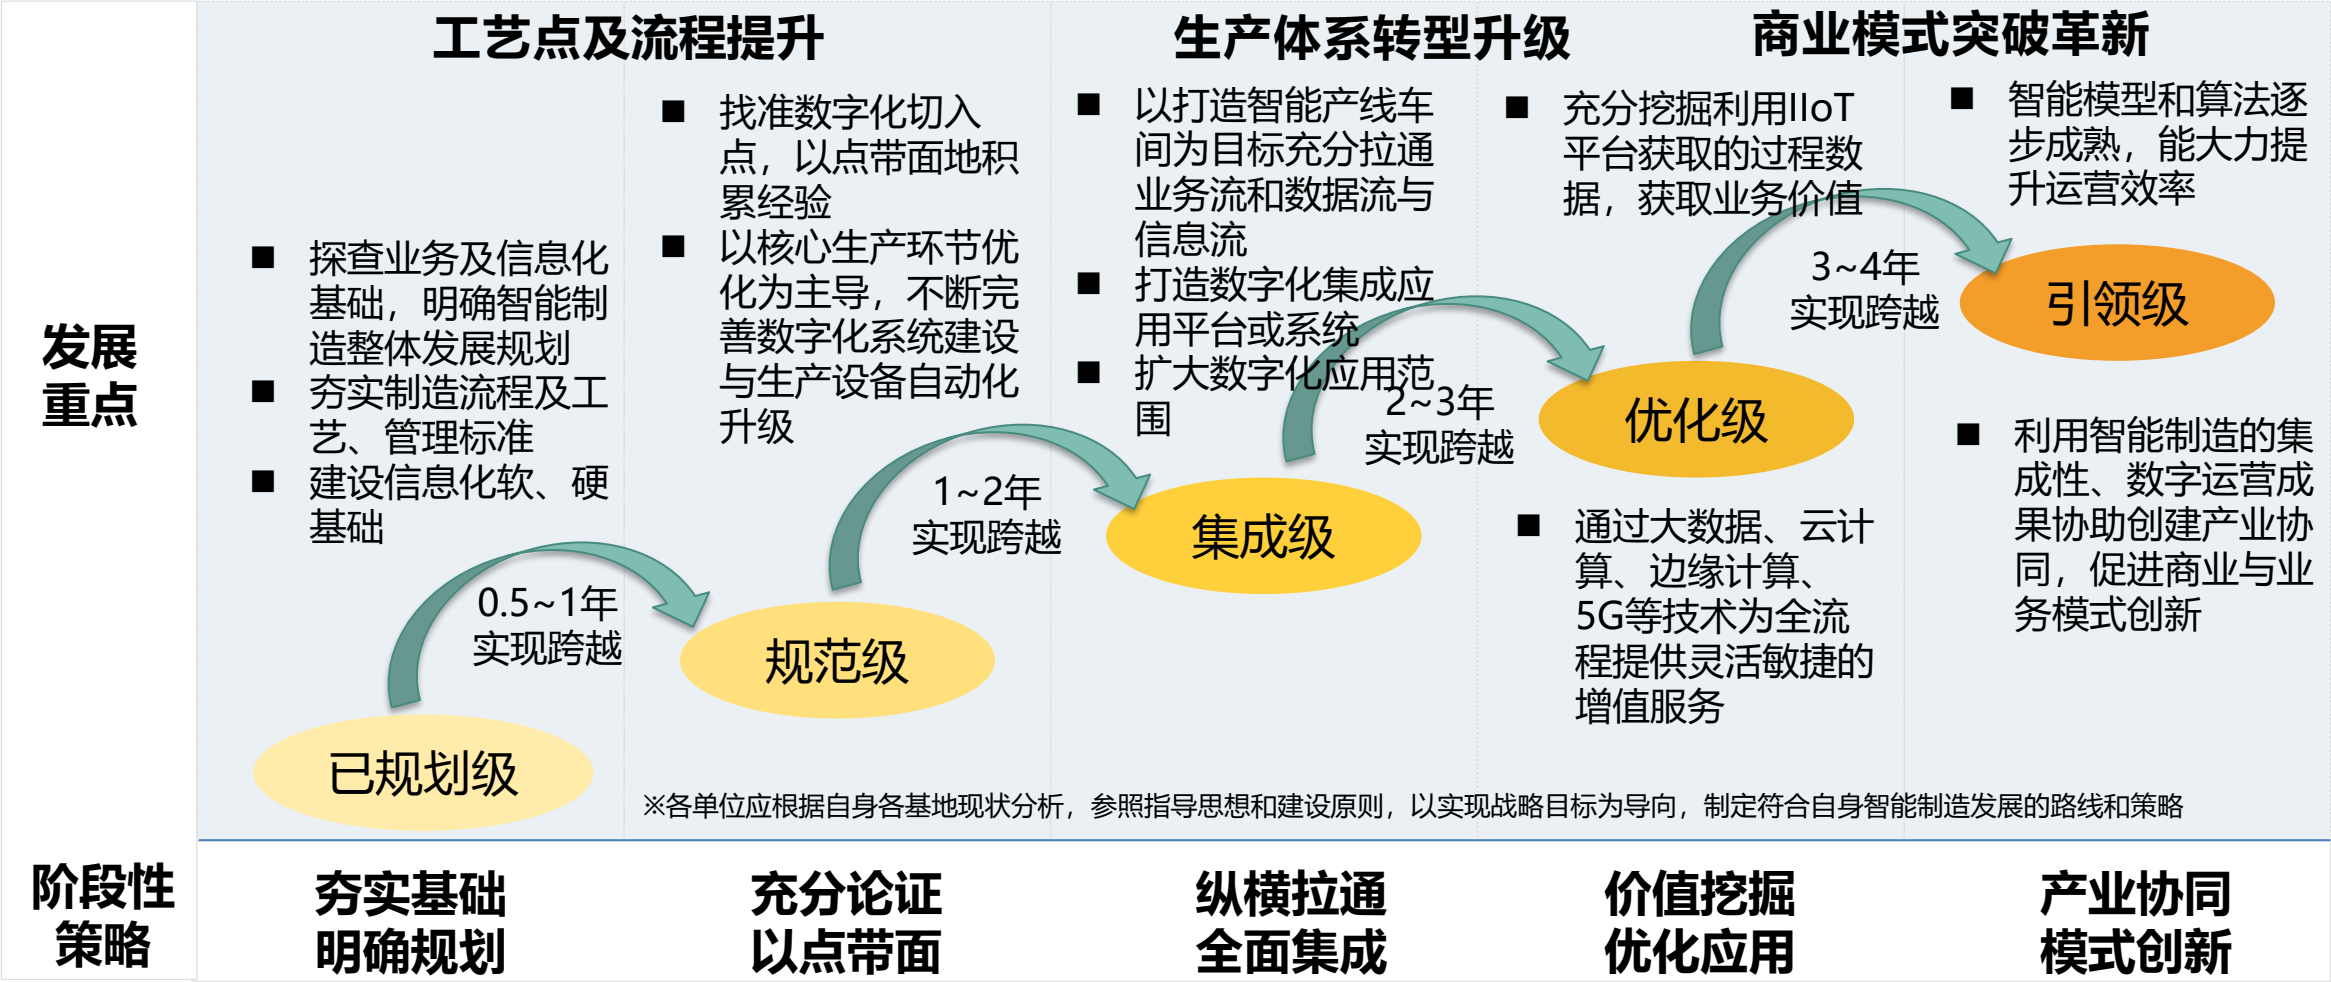 工艺点及流程提升
生产体系转型升级
商业模式突破革新
发展
重点
探查业务及信息化
基础，明确智能制
造整体发展规划
夯实制造流程及工
艺、管理标准
建设信息化软、硬
基础
找准数字化切入
点，以点带面地积
累经验
以核心生产环节优
化为主导，不断完
善数字化系统建设
与生产设备自动化
升级
以打造智能产线车
间为目标充分拉通
业务流和数据流与
信息流
打造数字化集成应
用平台或系统
扩大数字化应用范
围
充分挖掘利用IIoT
平台获取的过程数
据，获取业务价值
通过大数据、云计
算、边缘计算、
5G等技术为全流
程提供灵活敏捷的
增值服务
智能模型和算法逐
步成熟，能大力提
升运营效率
利用智能制造的集
成性、数字运营成
果协助创建产业协
同，促进商业与业
务模式创新
已规划级
0.5~1年
实现跨越
规范级
1~2年
实现跨越
集成级
2~3年
实现跨越
优化级
3~4年
实现跨越
引领级
※各单位应根据自身各基地现状分析，参照指导思想和建设原则，以实现战略目标为导向，制定符合自身智能制造发展的路线和策略
阶段性
策略
夯实基础
明确规划
充分论证
以点带面
纵横拉通
全面集成
价值挖掘
优化应用
产业协同
模式创新